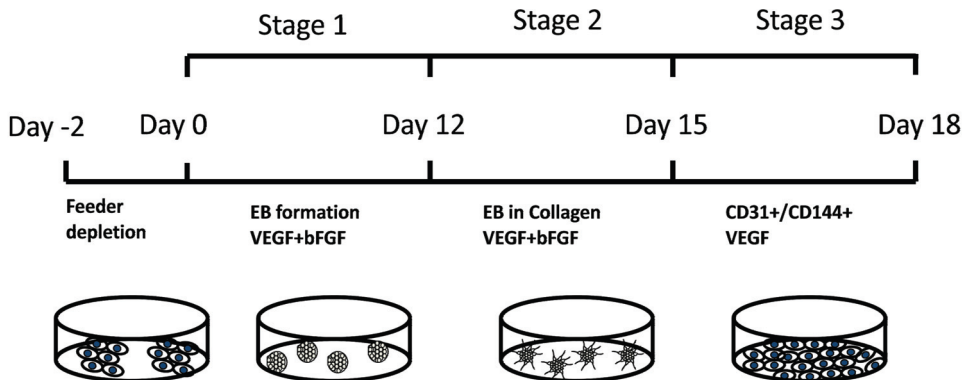 Stage 1
Stage 2
Stage 3
Day -2
Day 0
Day 12
Day 15
Day 18
Feeder
depletion
EB formation
VEGF+bFGF
EB in Collagen
VEGF+bFGF
CD31+/CD144+
VEGF